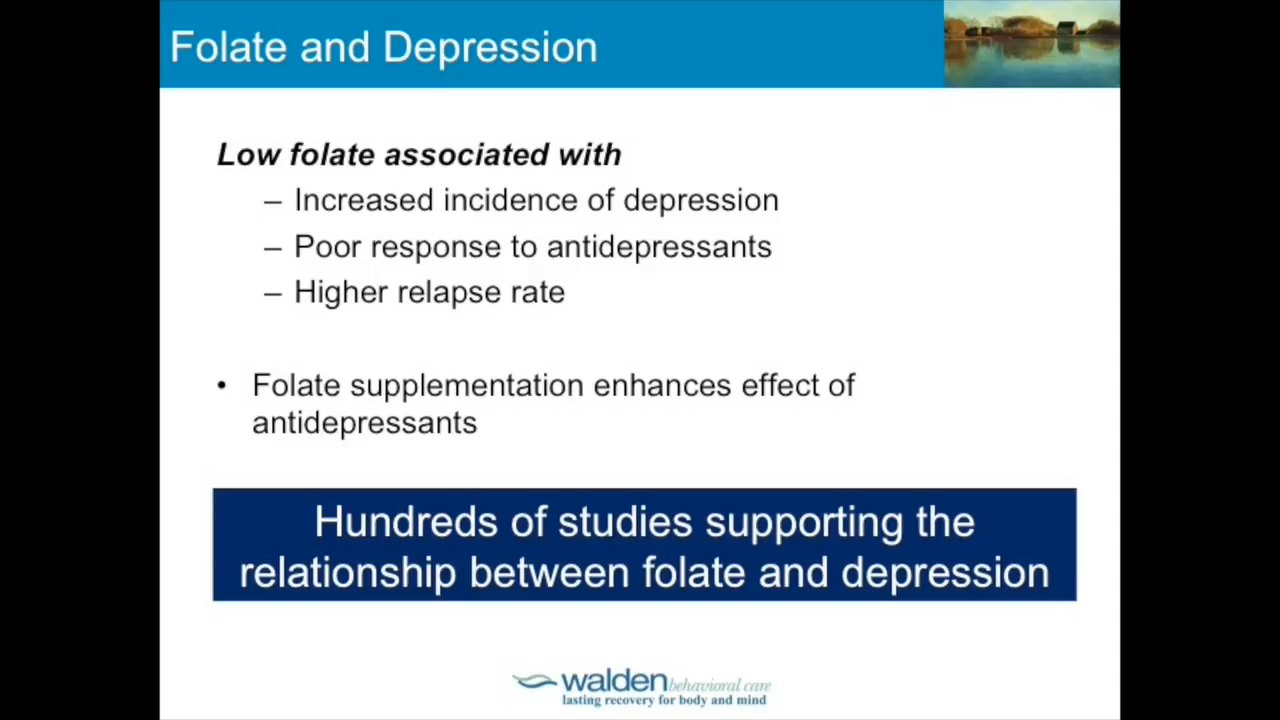 Folate and Depression
Low folate associated with
– Increased incidence of depression
– Poor response to antidepressants
– Higher relapse rate
• Folate supplementation enhances effect of
antidepressants
Hundreds of studies supporting the
relationship between folate and depression
walden behavioral care
lasting recovery for body and mind